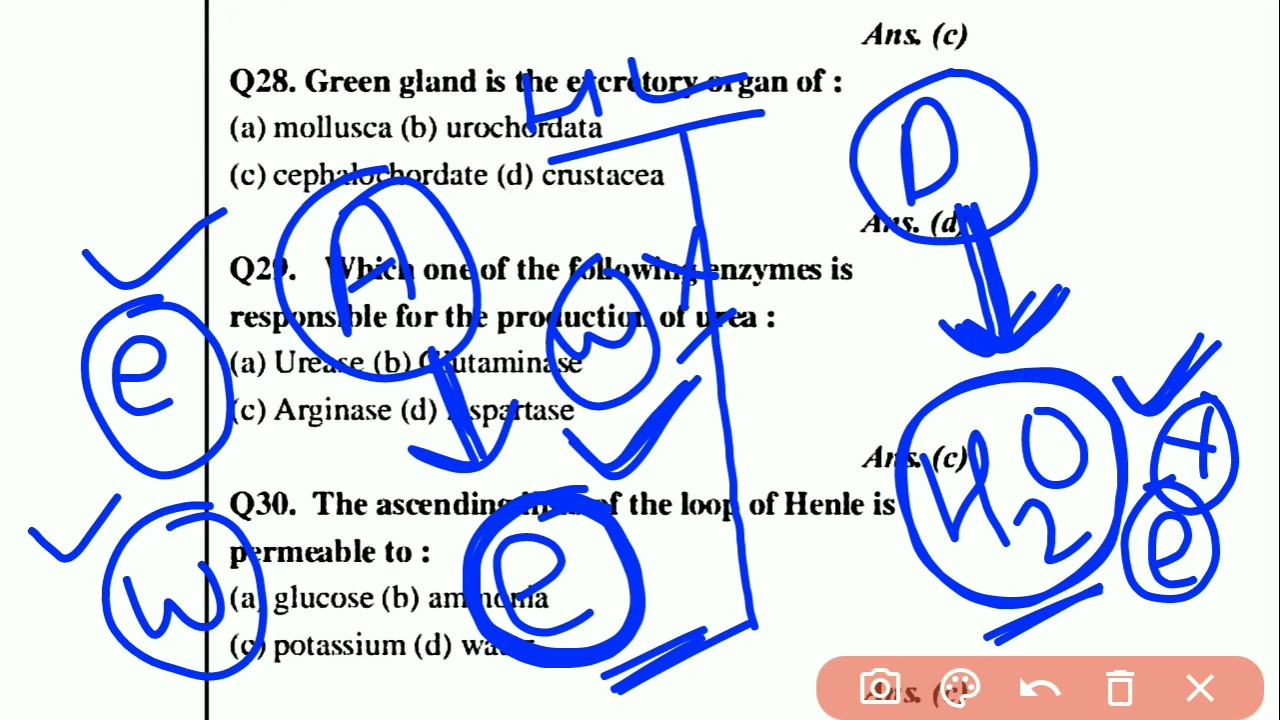 Ans. (c)
Q28. Green gland is the excretory organ of :
(a) mollusca (b) urochordata
(c) cephalochordate (d) crustacea
Ans. (d)
Q29. Which one of the following enzymes is
responsible for the production of urea :
(a) Urease (b) Glutaminase
(c) Arginase (d) Aspartase
Ans. (c)
Q30. The ascending limb of the loop of Henle is
permeable to :
(a) glucose (b) ammonia
(c) potassium (d) water
Ans. (c)
HL
D
A
W
e
W
e
H2O
+
e